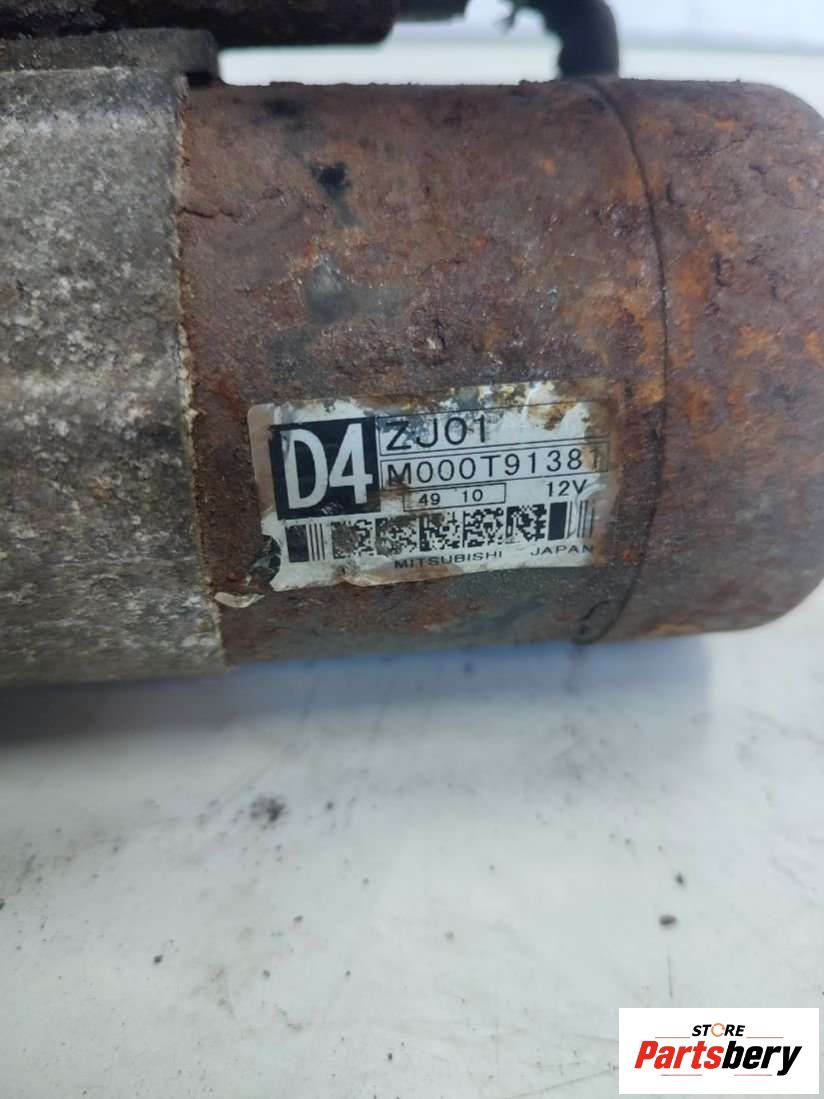 D4
ZJ01
M000T91381
49 10 12V
MITSUBISHI JAPAN
STORE
Partsbery